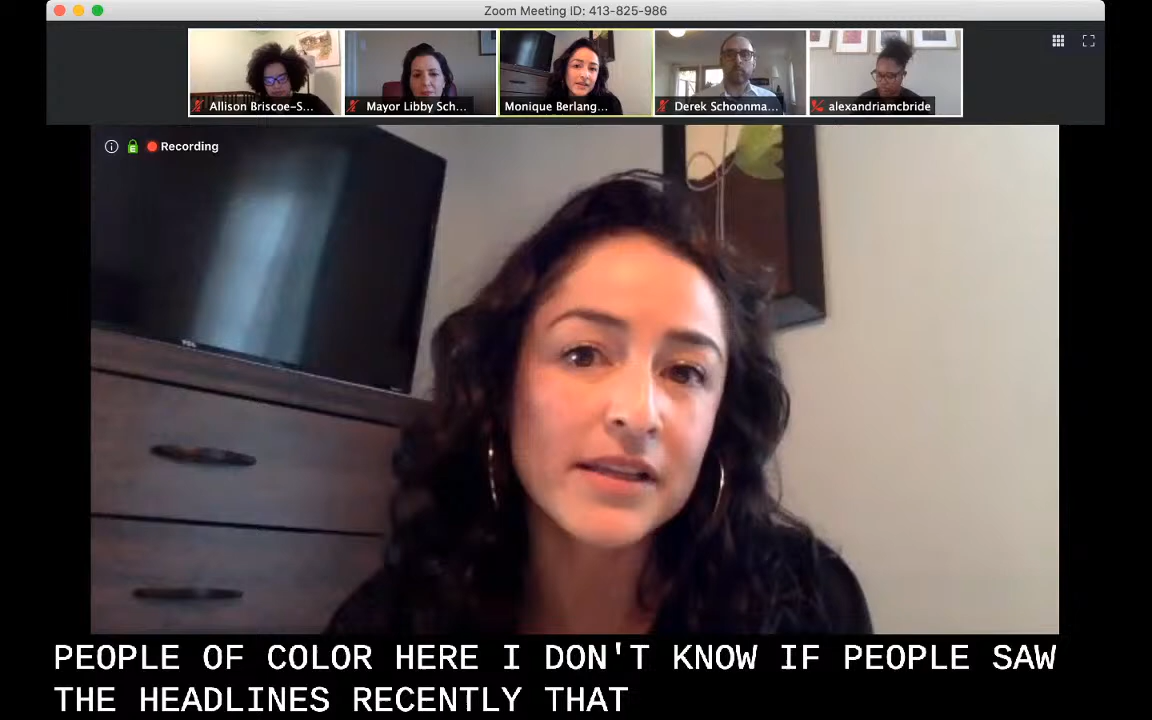 Zoom Meeting ID: 413-825-986
Allison Briscoe-S...
Mayor Libby Sch...
Monique Berlang...
Derek Schoonma...
alexandriamcbride
Recording
TCL
PEOPLE OF COLOR HERE I DON'T KNOW IF PEOPLE SAW
THE HEADLINES RECENTLY THAT